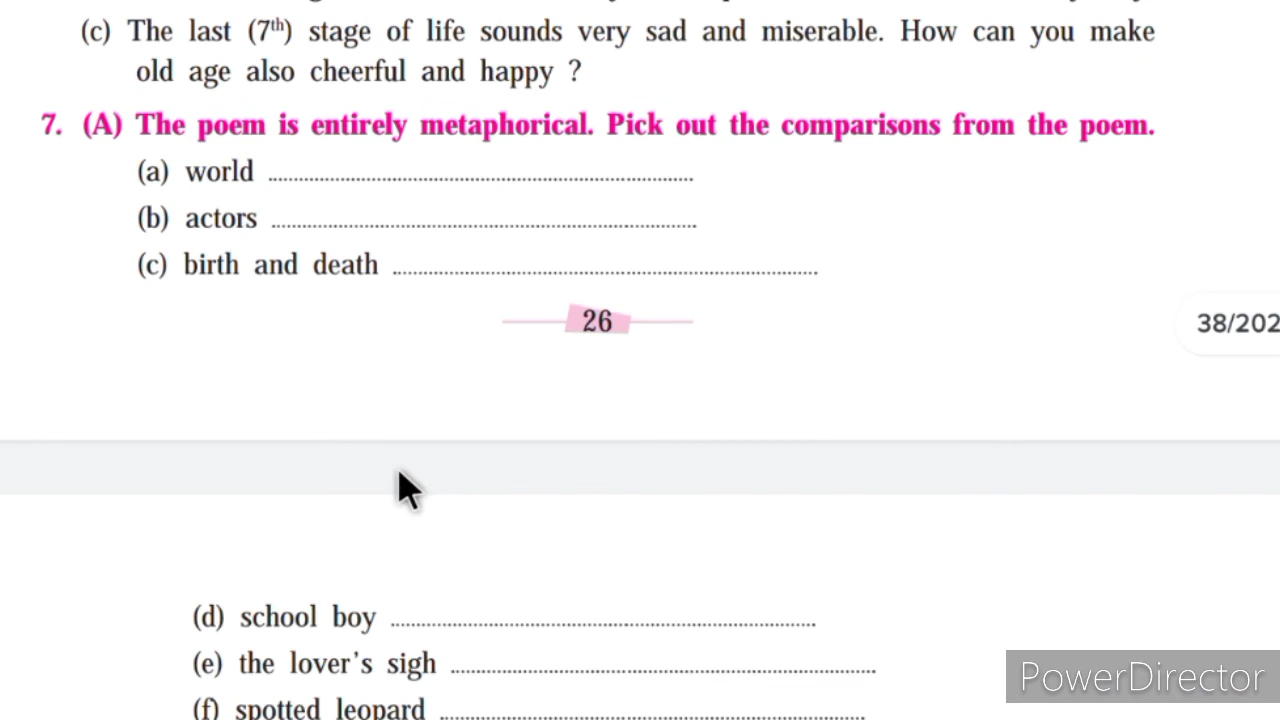 (c) The last (7th) stage of life sounds very sad and miserable. How can you make
old age also cheerful and happy ?
7. (A) The poem is entirely metaphorical. Pick out the comparisons from the poem.
(a) world ..........................................................................
(b) actors ..........................................................................
(c) birth and death ..........................................................................
26
38/202
(d) school boy ..........................................................................
(e) the lover's sigh ..........................................................................
PowerDirector
(f) spotted leopard ..........................................................................